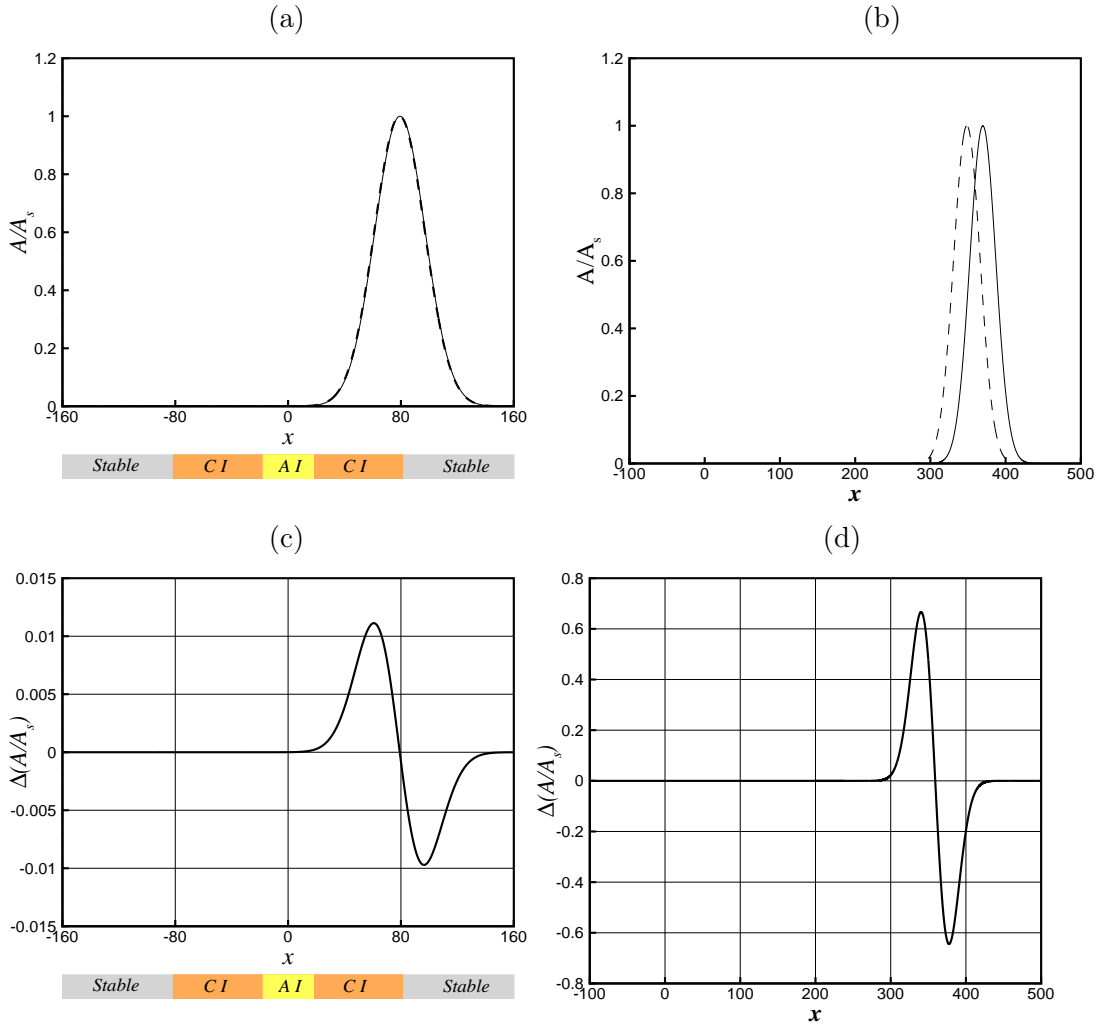 (a)
1.2
1
0.8
0.6
0.4
0.2
0
A/A_s
-160 -80 0 80 160
x
Stable C I A I C I Stable
(b)
1.2
1
0.8
0.6
0.4
0.2
0
A/A_s
-100 0 100 200 300 400 500
x
(c)
0.015
0.01
0.005
0
-0.005
-0.01
-0.015
Δ(A/A_s)
-160 -80 0 80 160
x
Stable C I A I C I Stable
(d)
0.8
0.6
0.4
0.2
0
-0.2
-0.4
-0.6
-0.8
Δ(A/A_s)
-100 0 100 200 300 400 500
x